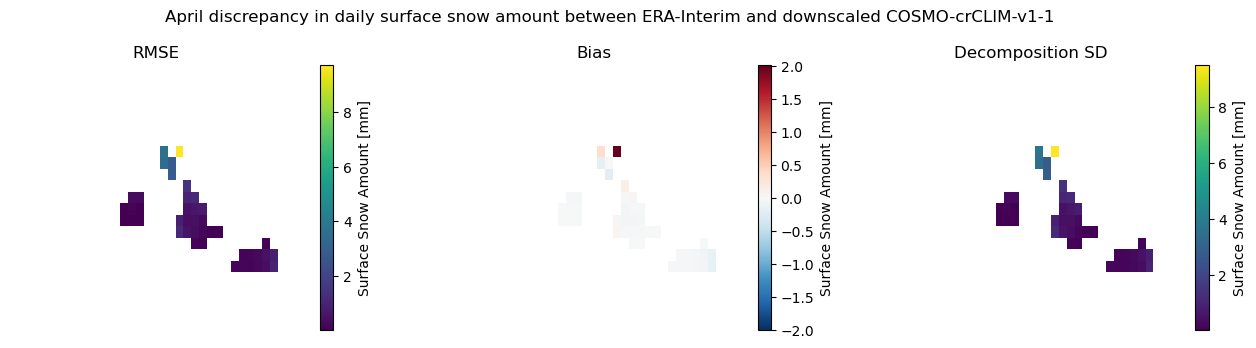 April discrepancy in daily surface snow amount between ERA-Interim and downscaled COSMO-crCLIM-v1-1
RMSE
8
6
4
2
Surface Snow Amount [mm]
Bias
2.0
1.5
1.0
0.5
0.0
−0.5
−1.0
−1.5
−2.0
Surface Snow Amount [mm]
Decomposition SD
8
6
4
2
Surface Snow Amount [mm]